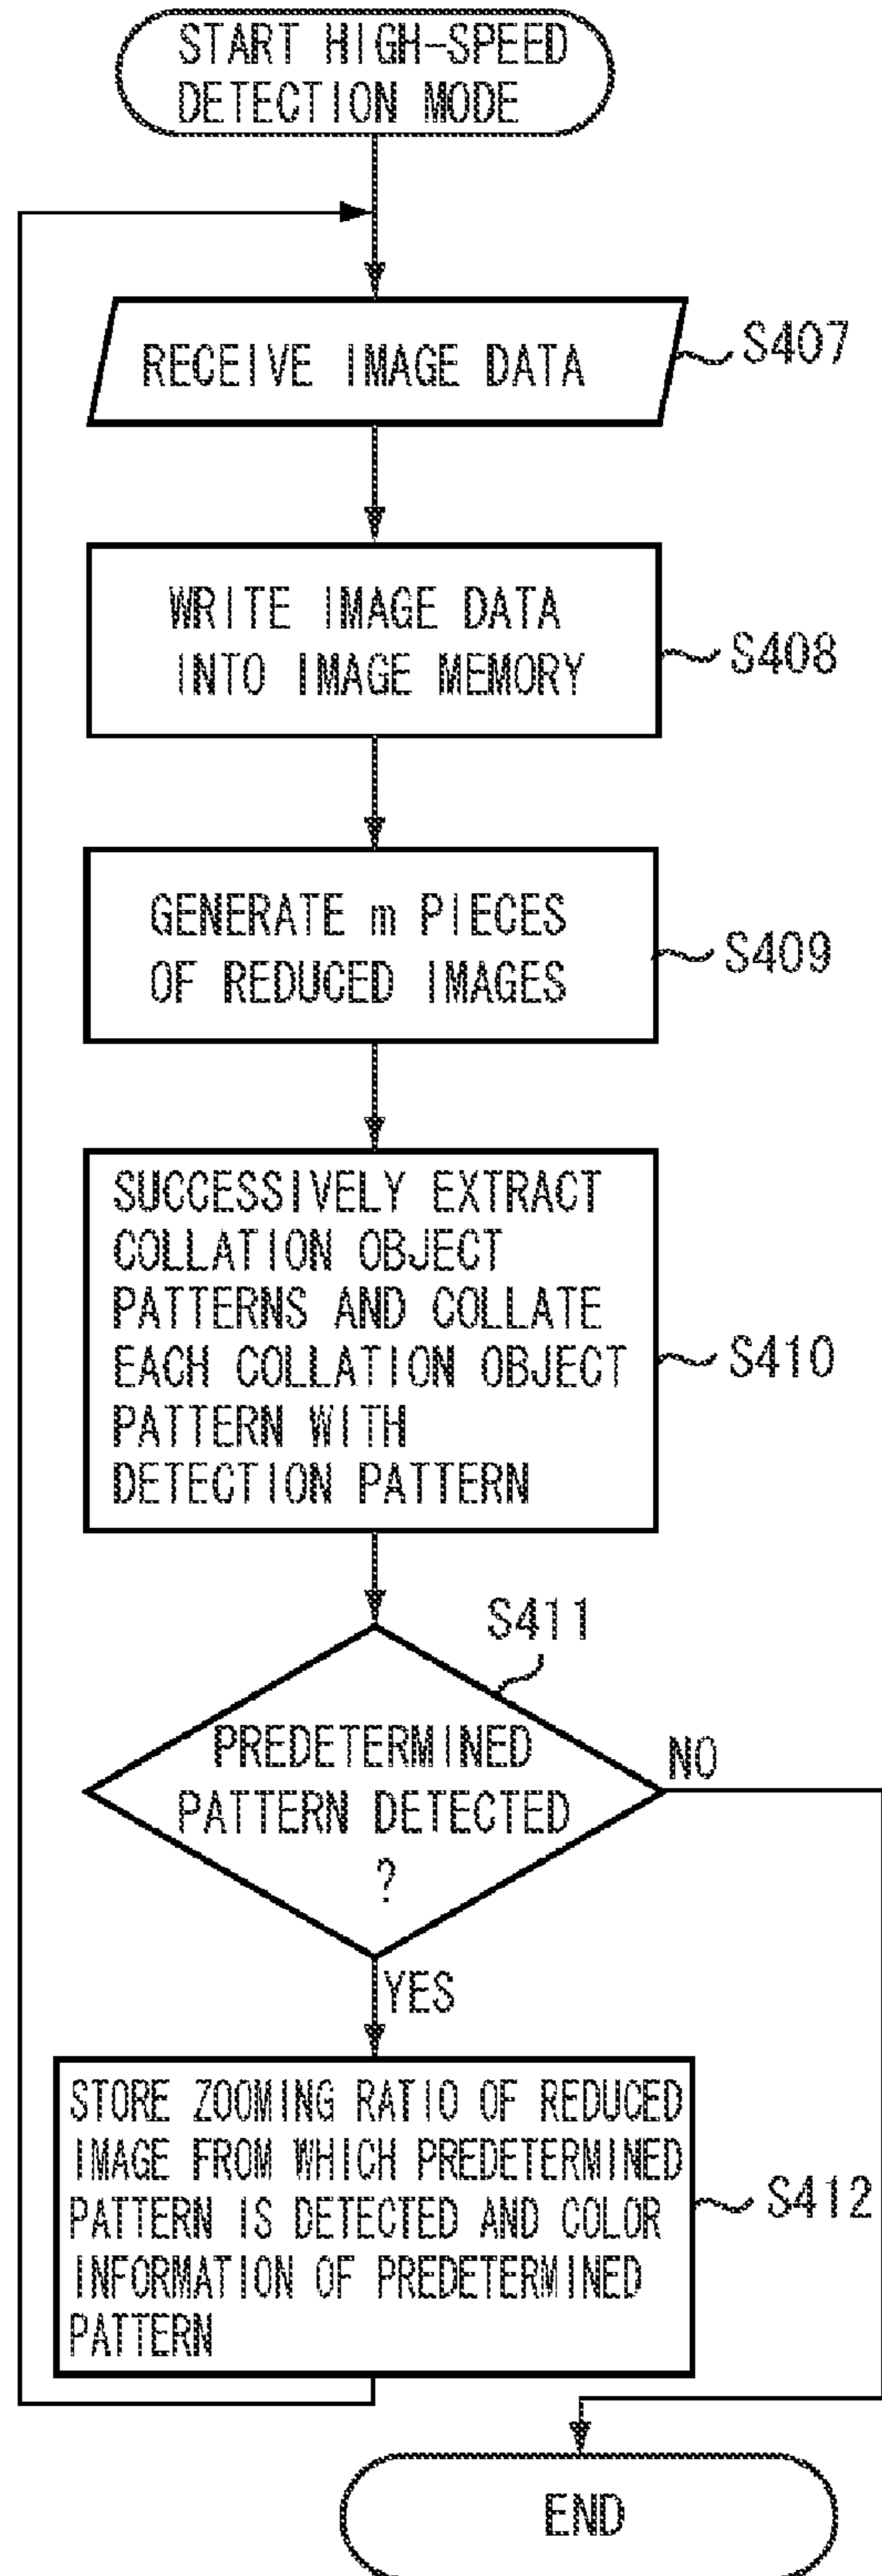 START HIGH-SPEED
DETECTION MODE
RECEIVE IMAGE DATA
S407
WRITE IMAGE DATA
INTO IMAGE MEMORY
S408
GENERATE m PIECES
OF REDUCED IMAGES
S409
SUCCESSIVELY EXTRACT
COLLATION OBJECT
PATTERNS AND COLLATE
EACH COLLATION OBJECT
PATTERN WITH
DETECTION PATTERN
S410
S411
PREDETERMINED
PATTERN DETECTED
?
NO
YES
STORE ZOOMING RATIO OF REDUCED
IMAGE FROM WHICH PREDETERMINED
PATTERN IS DETECTED AND COLOR
INFORMATION OF PREDETERMINED
PATTERN
S412
END